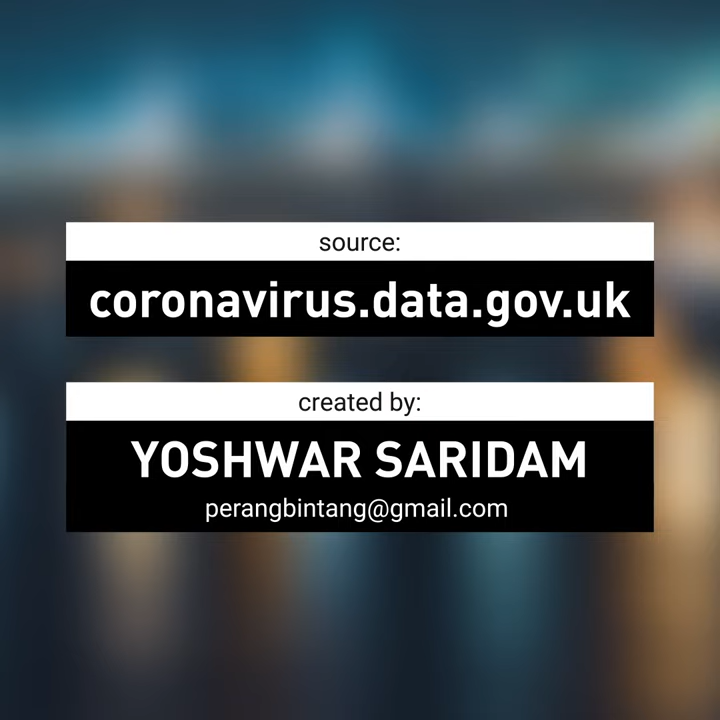 source:
coronavirus.data.gov.uk
created by:
YOSHWAR SARIDAM
perangbintang@gmail.com